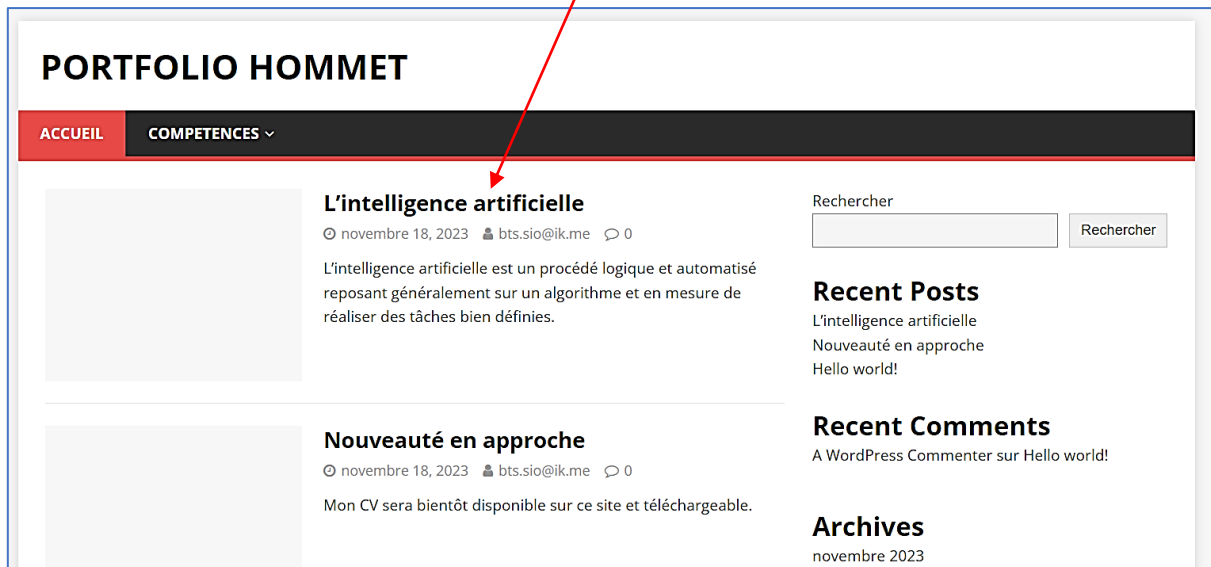 PORTFOLIO HOMMET
ACCUEIL COMPETENCES
L’intelligence artificielle
novembre 18, 2023 bts.sio@ik.me 0
L’intelligence artificielle est un procédé logique et automatisé
reposant généralement sur un algorithme et en mesure de
réaliser des tâches bien définies.
Nouveauté en approche
novembre 18, 2023 bts.sio@ik.me 0
Mon CV sera bientôt disponible sur ce site et téléchargeable.
Rechercher
Rechercher
Recent Posts
L’intelligence artificielle
Nouveauté en approche
Hello world!
Recent Comments
A WordPress Commenter sur Hello world!
Archives
novembre 2023